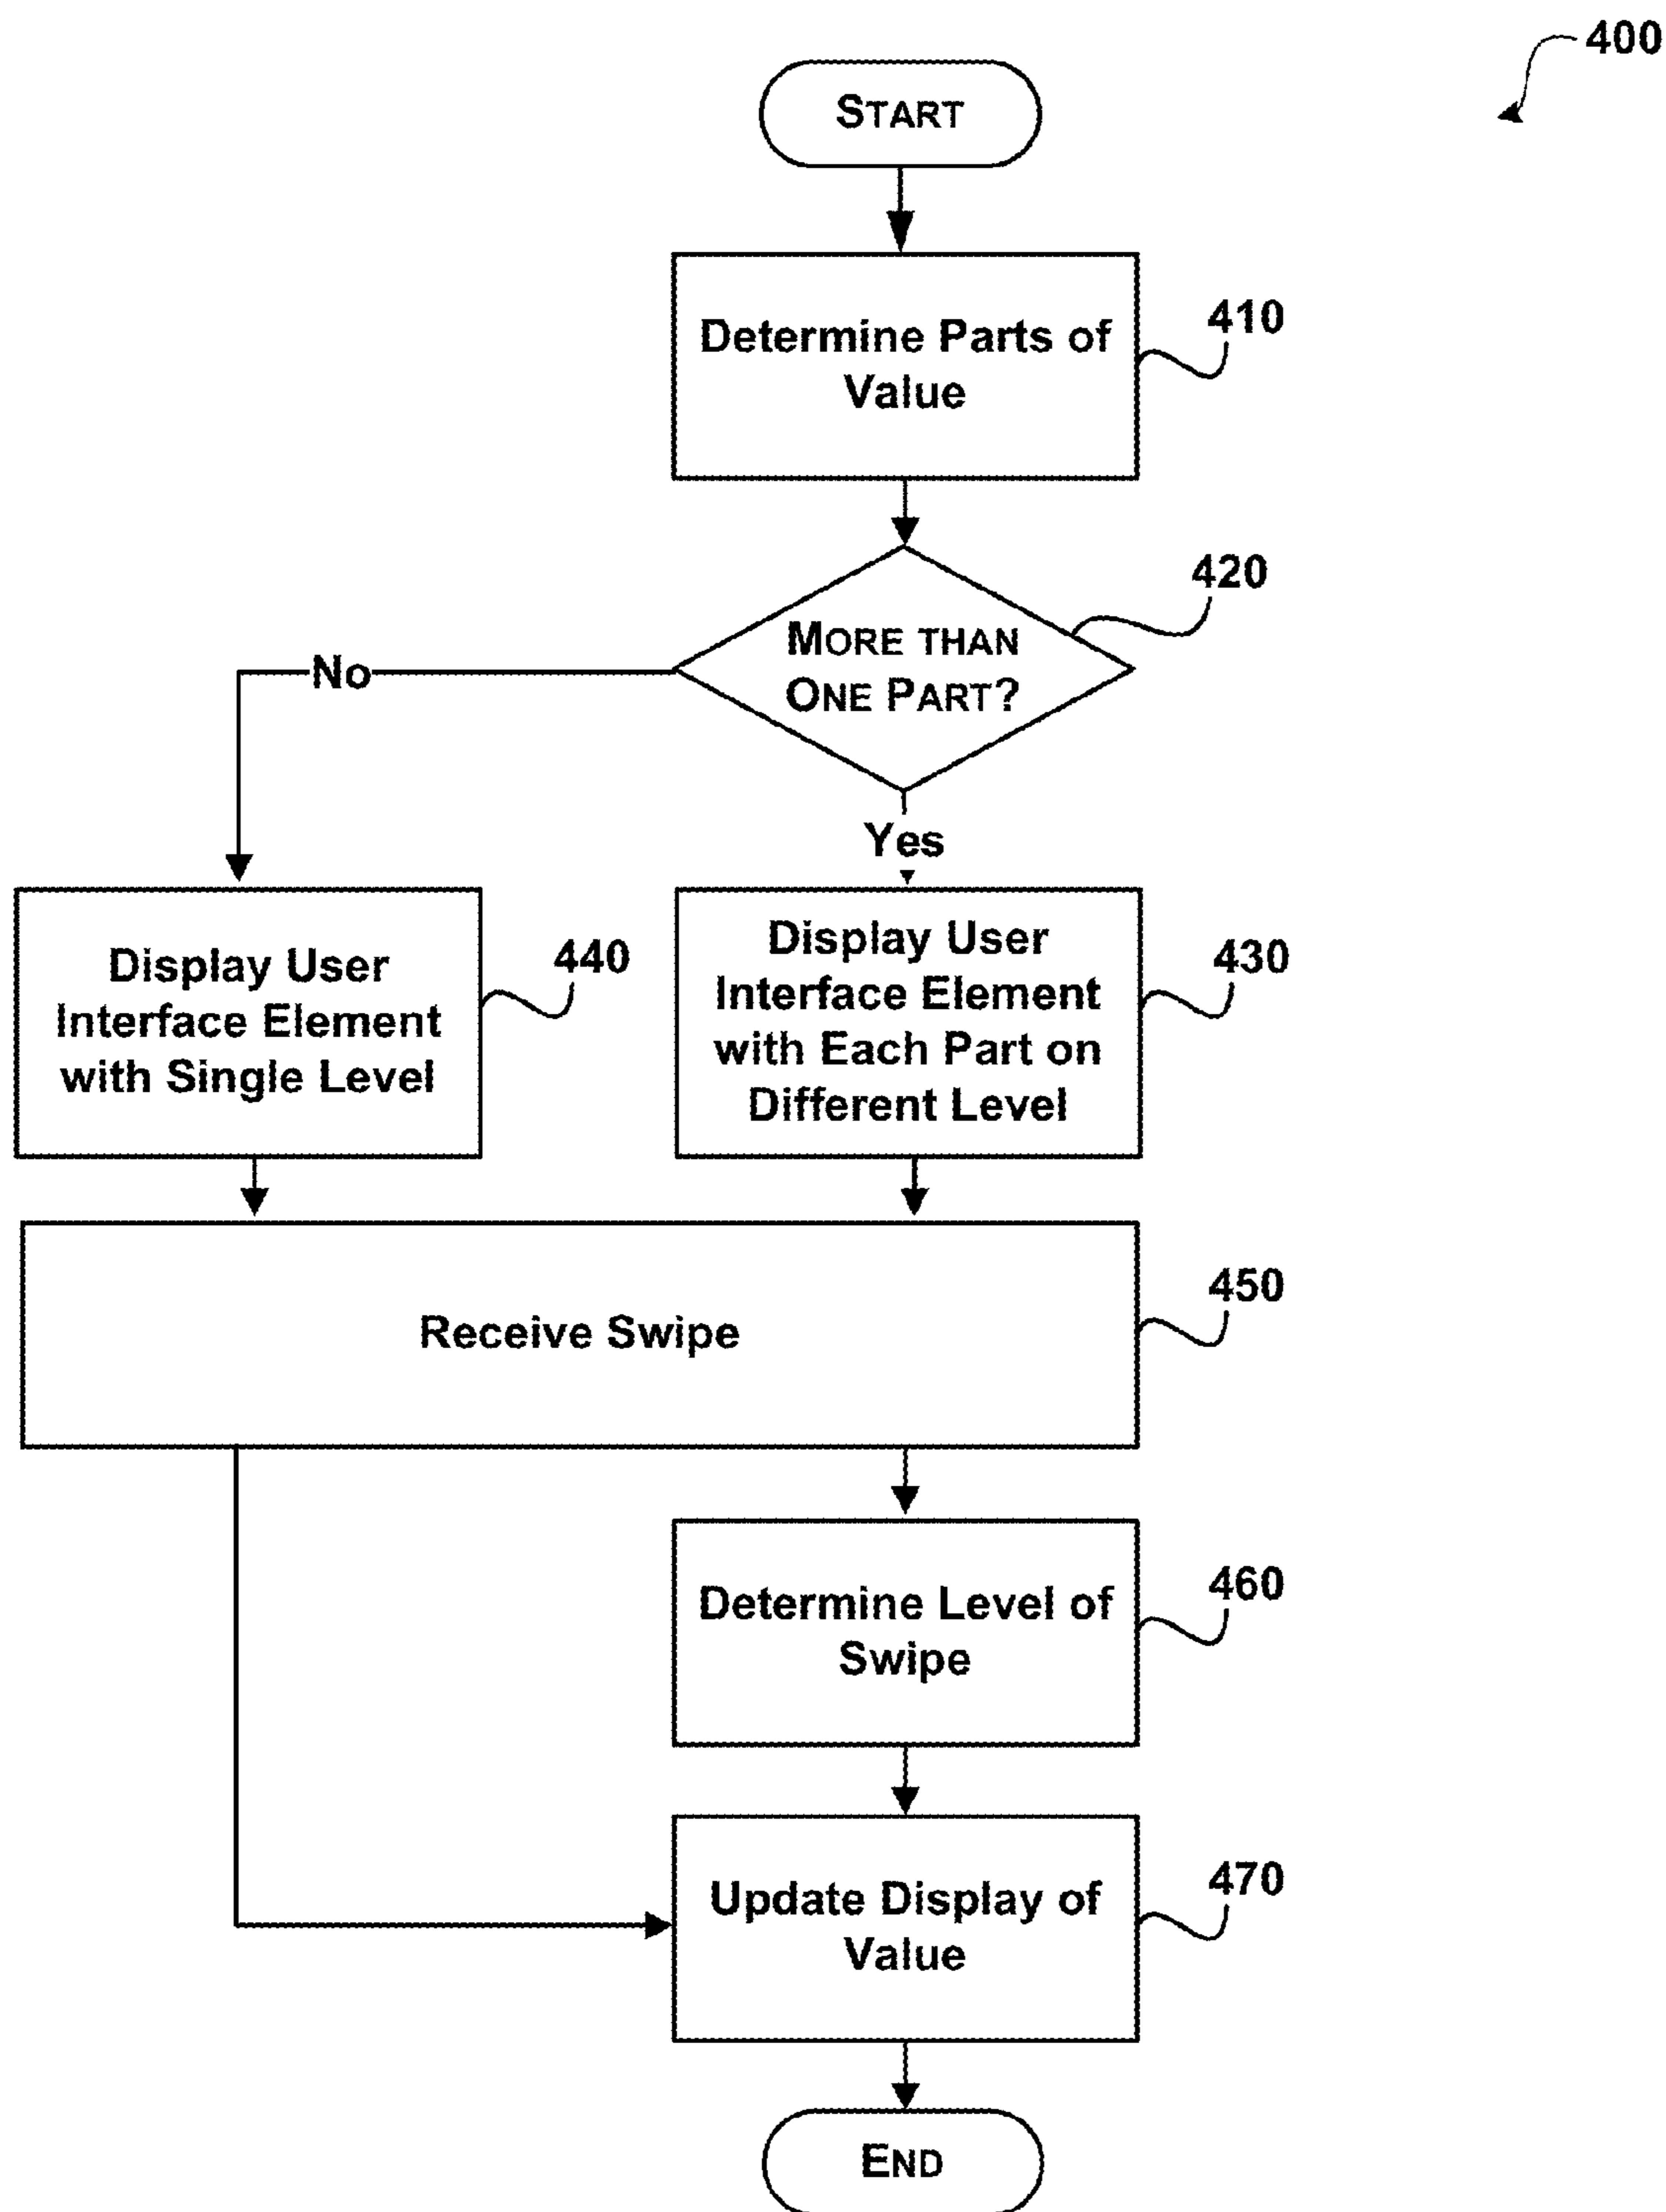 400
START
Determine Parts of
Value
410
MORE THAN
ONE PART?
420
No
Yes
Display User
Interface Element
with Single Level
440
Display User
Interface Element
with Each Part on
Different Level
430
Receive Swipe
450
Determine Level of
Swipe
460
Update Display of
Value
470
END